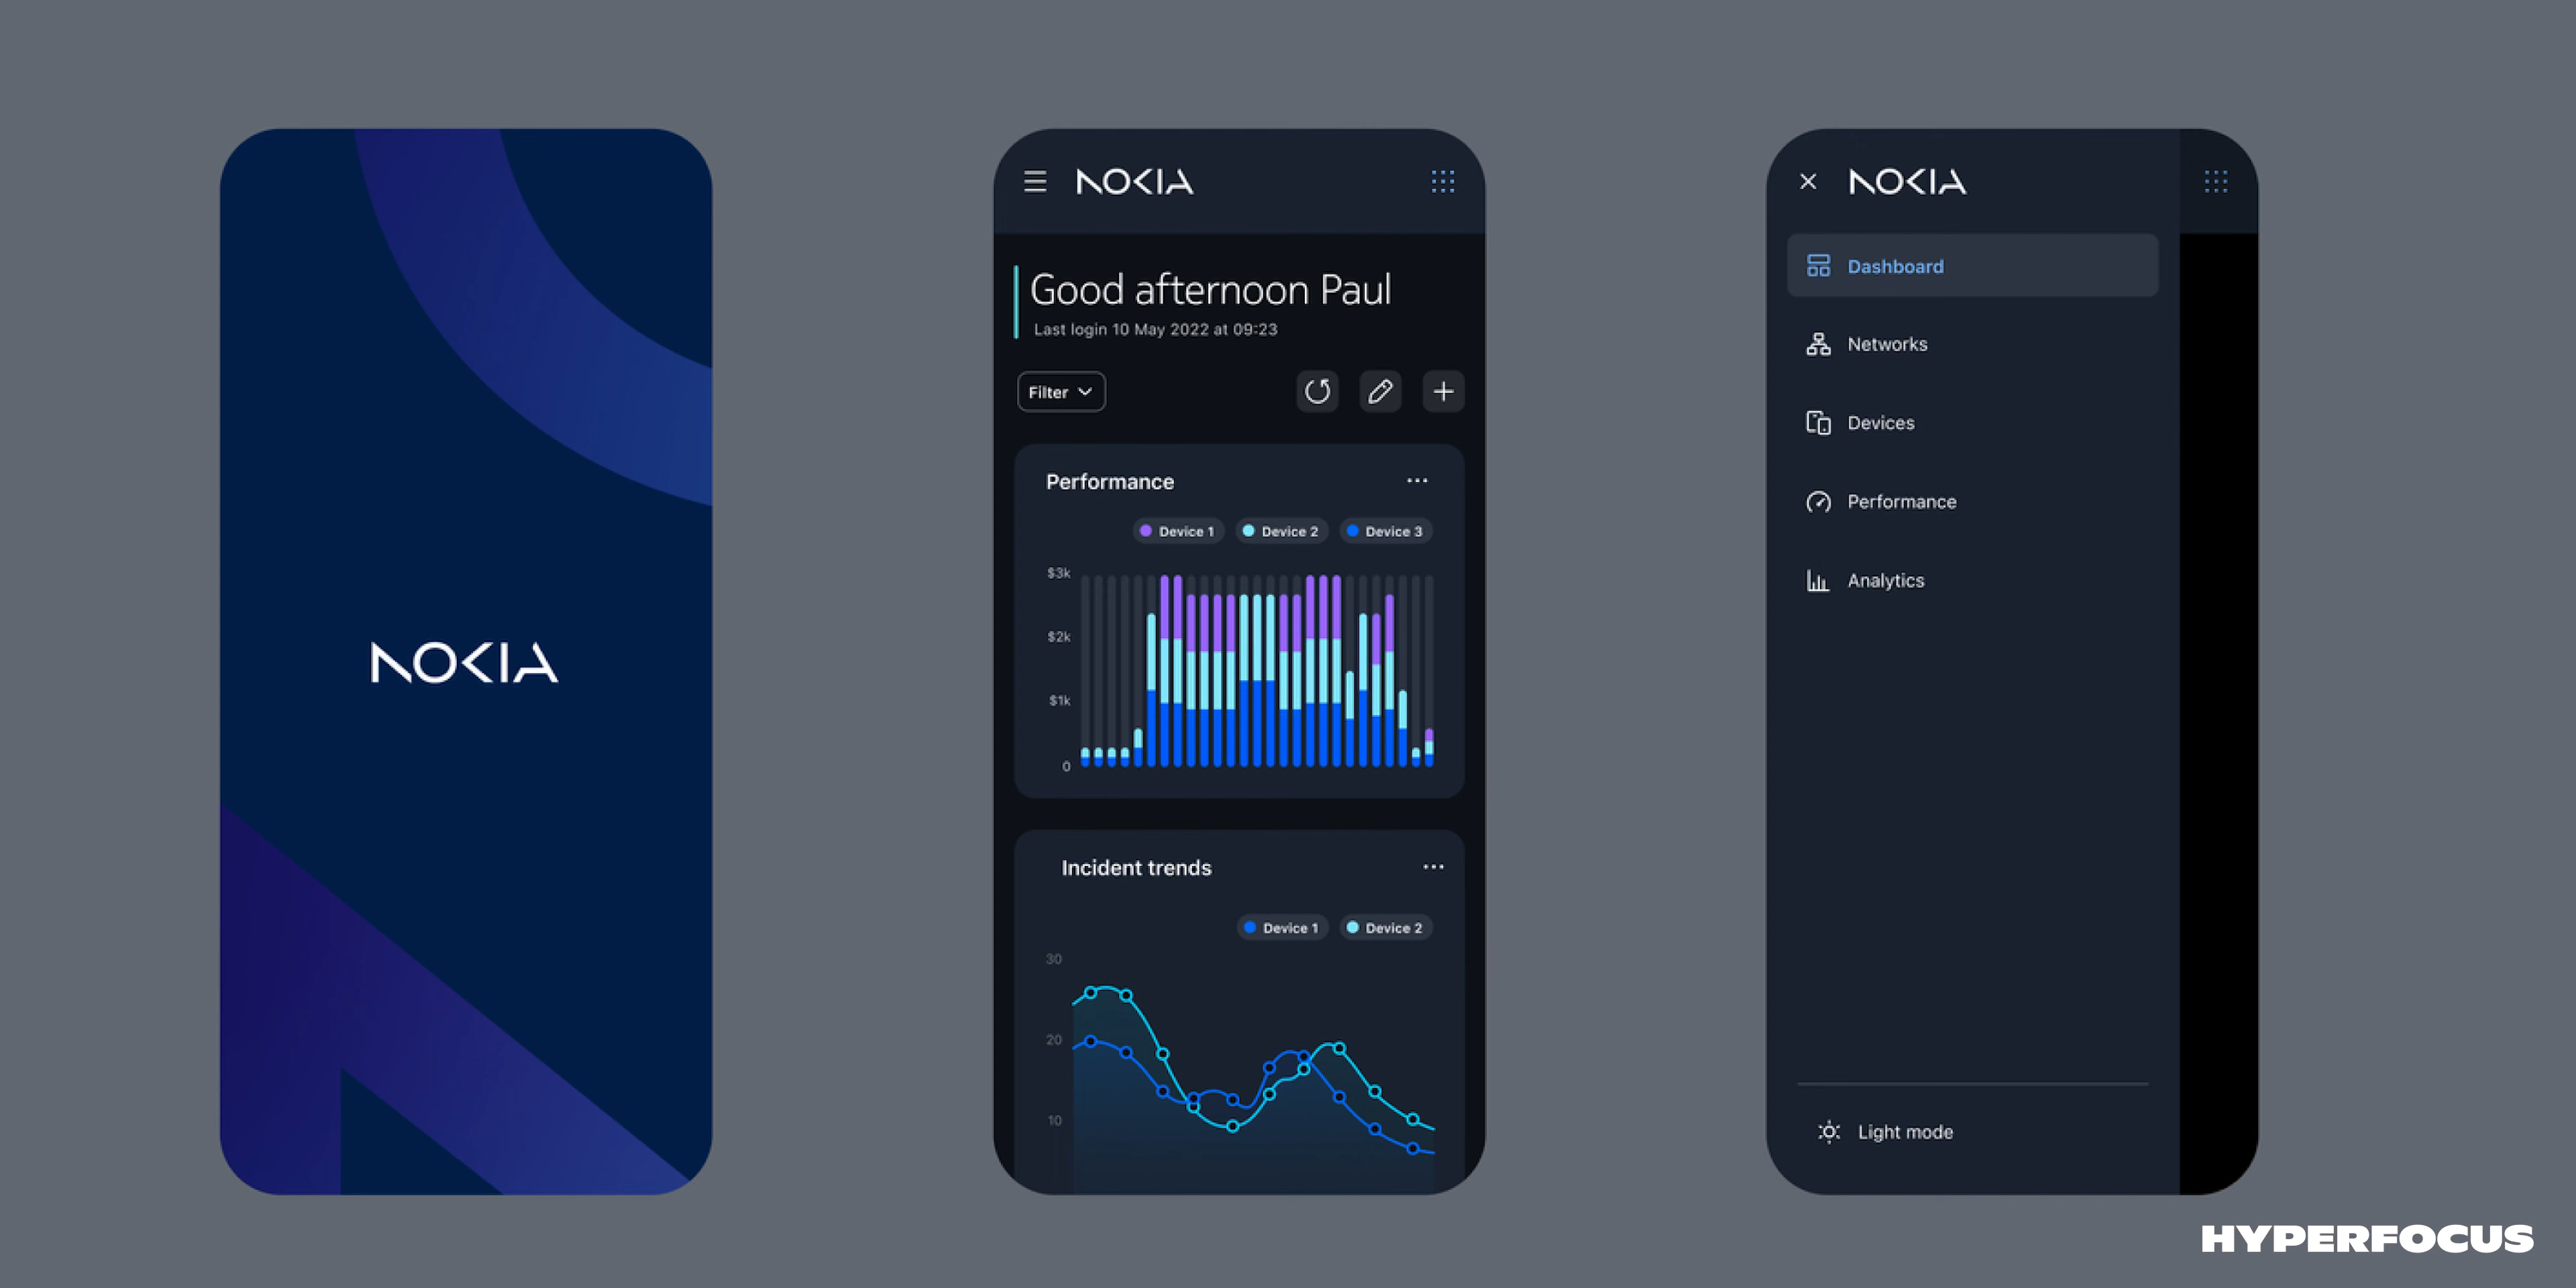 NOKIA
NOKIA
Good afternoon Paul
Last login 10 May 2022 at 09:23
Filter
Performance
Device 1 Device 2 Device 3
$3k
$2k
$1k
0
Incident trends
Device 1 Device 2
30
20
10
NOKIA
Dashboard
Networks
Devices
Performance
Analytics
Light mode
HYPERFOCUS